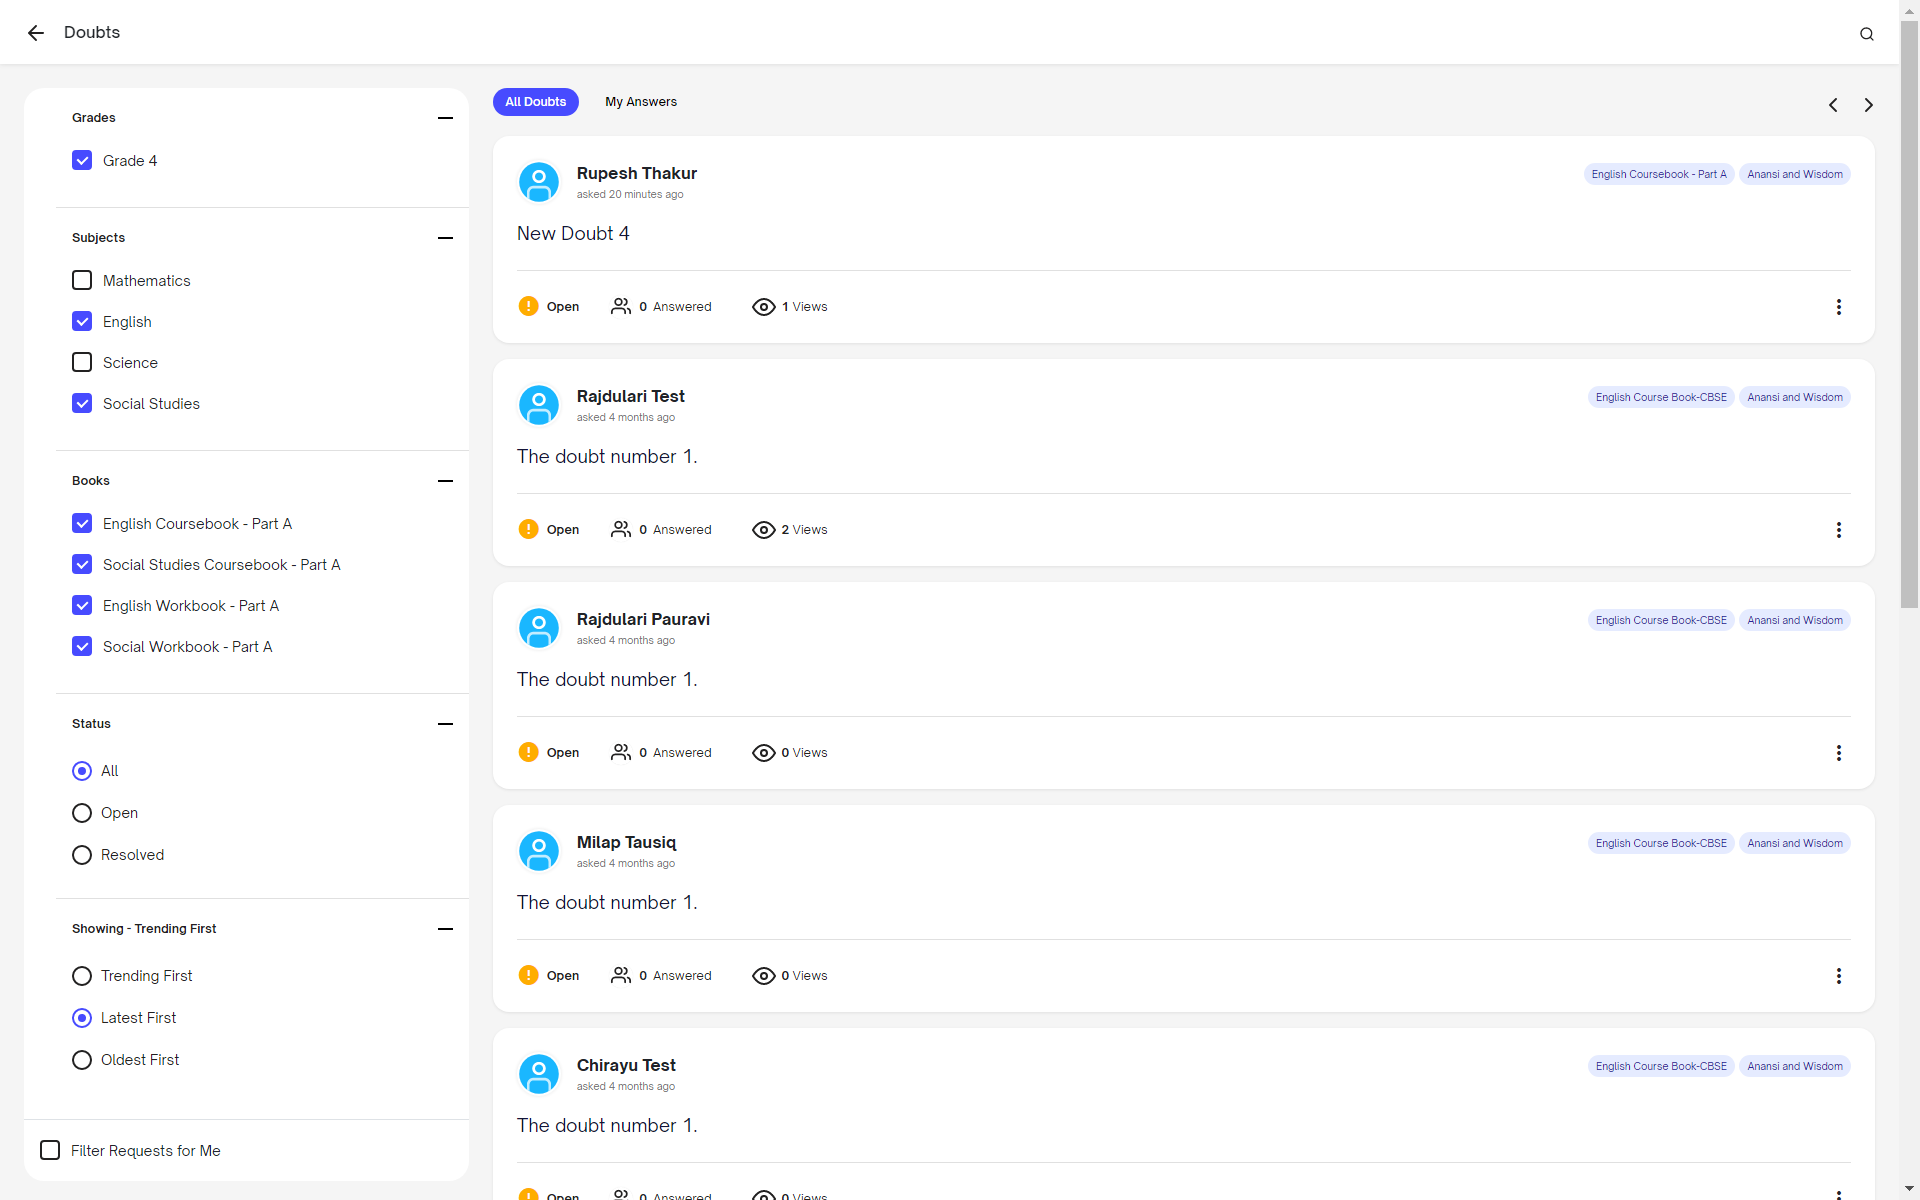 Doubts
Grades
Grade 4
Subjects
Mathematics
English
Science
Social Studies
Books
English Coursebook - Part A
Social Studies Coursebook - Part A
English Workbook - Part A
Social Workbook - Part A
Status
All
Open
Resolved
Showing - Trending First
Trending First
Latest First
Oldest First
Filter Requests for Me
All Doubts My Answers
Rupesh Thakur
asked 20 minutes ago
English Coursebook - Part A Anansi and Wisdom
New Doubt 4
Open 0 Answered 1 Views
Rajdulari Test
asked 4 months ago
English Course Book-CBSE Anansi and Wisdom
The doubt number 1.
Open 0 Answered 2 Views
Rajdulari Pauravi
asked 4 months ago
English Course Book-CBSE Anansi and Wisdom
The doubt number 1.
Open 0 Answered 0 Views
Milap Tausiq
asked 4 months ago
English Course Book-CBSE Anansi and Wisdom
The doubt number 1.
Open 0 Answered 0 Views
Chirayu Test
asked 4 months ago
English Course Book-CBSE Anansi and Wisdom
The doubt number 1.
Open 0 Answered 0 Views